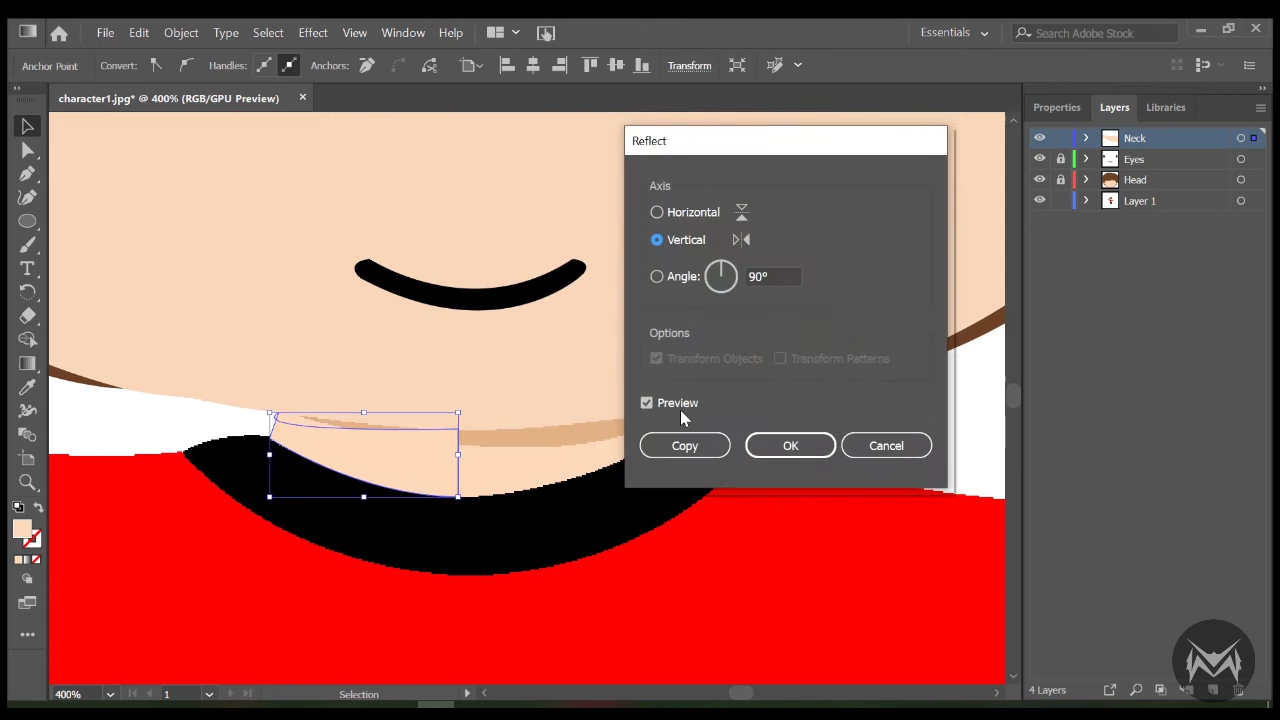 File Edit Object Type Select Effect View Window Help Essentials Search Adobe Stock
Anchor Point Convert: Handles: Anchors: Transform
character1.jpg* @ 400% (RGB/GPU Preview)
Properties Layers Libraries
Reflect
Axis
Horizontal
Vertical
Angle: 90°
Options
Transform Objects Transform Patterns
Preview
Copy OK Cancel
Neck
Eyes
Head
Layer 1
400% 1 Selection 4 Layers